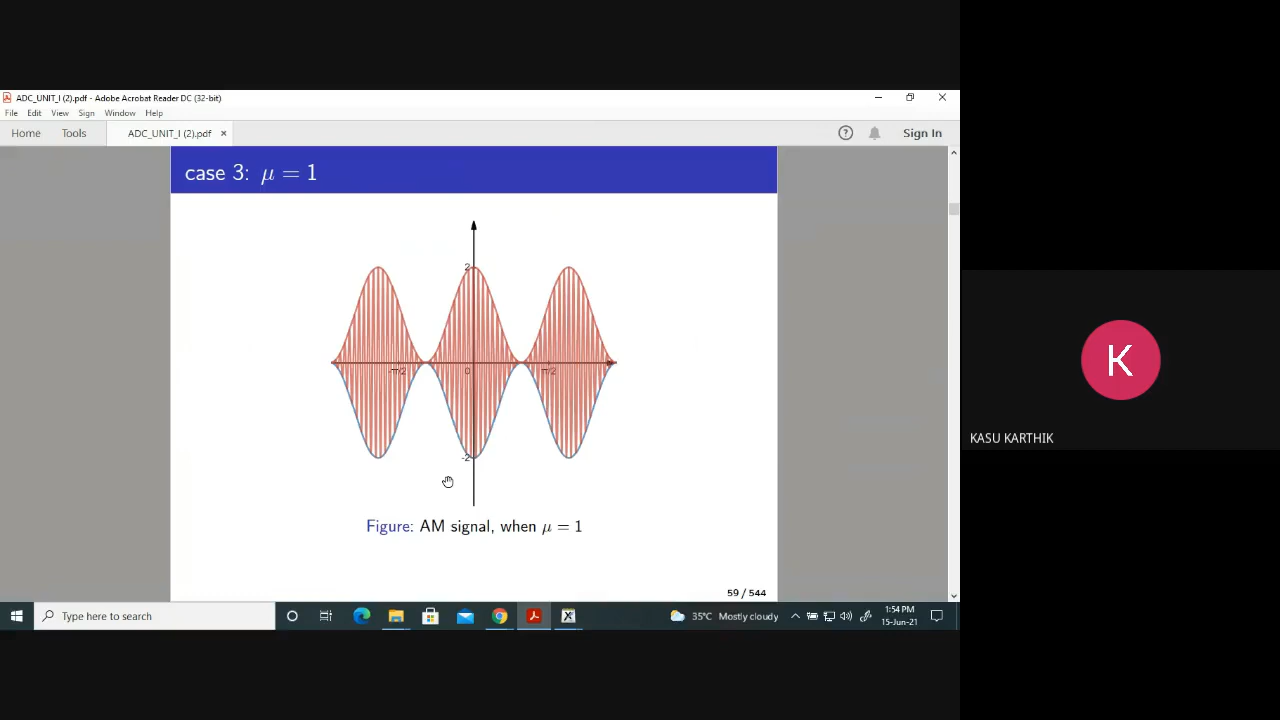 ADC_UNIT_I (2).pdf - Adobe Acrobat Reader DC (32-bit)
File Edit View Sign Window Help
Home Tools ADC_UNIT_I (2).pdf × Sign In
case 3: μ = 1
2
-π/2 0 π/2
-2
Figure: AM signal, when μ = 1
59 / 544
K
KASU KARTHIK
Type here to search
35°C Mostly cloudy
1:54 PM
15-Jun-21